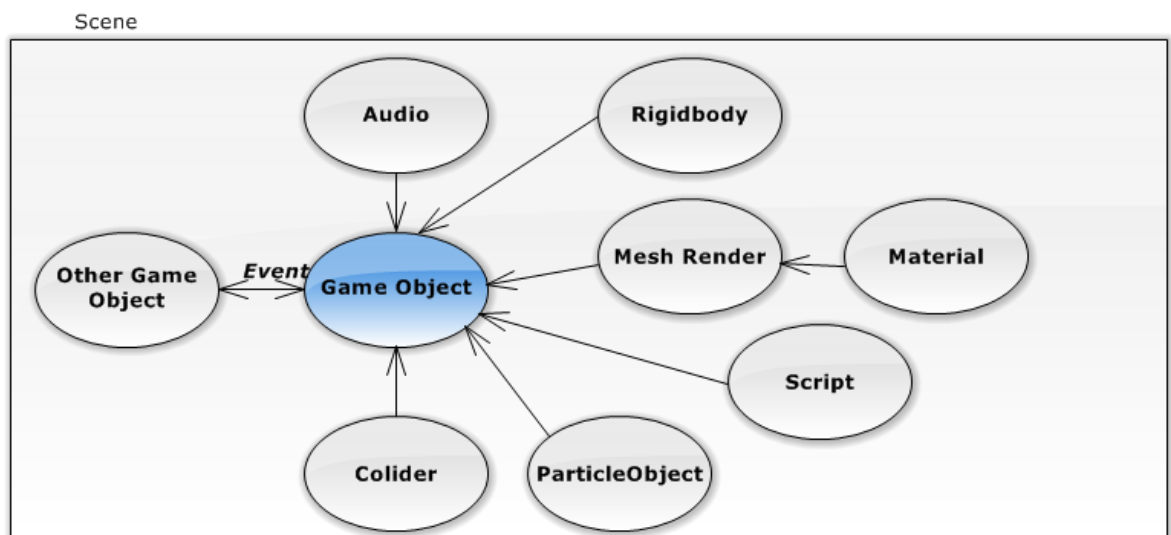 Scene
Audio
Rigidbody
Mesh Render
Material
Other Game
Object
Event
Game Object
Script
Colider
ParticleObject